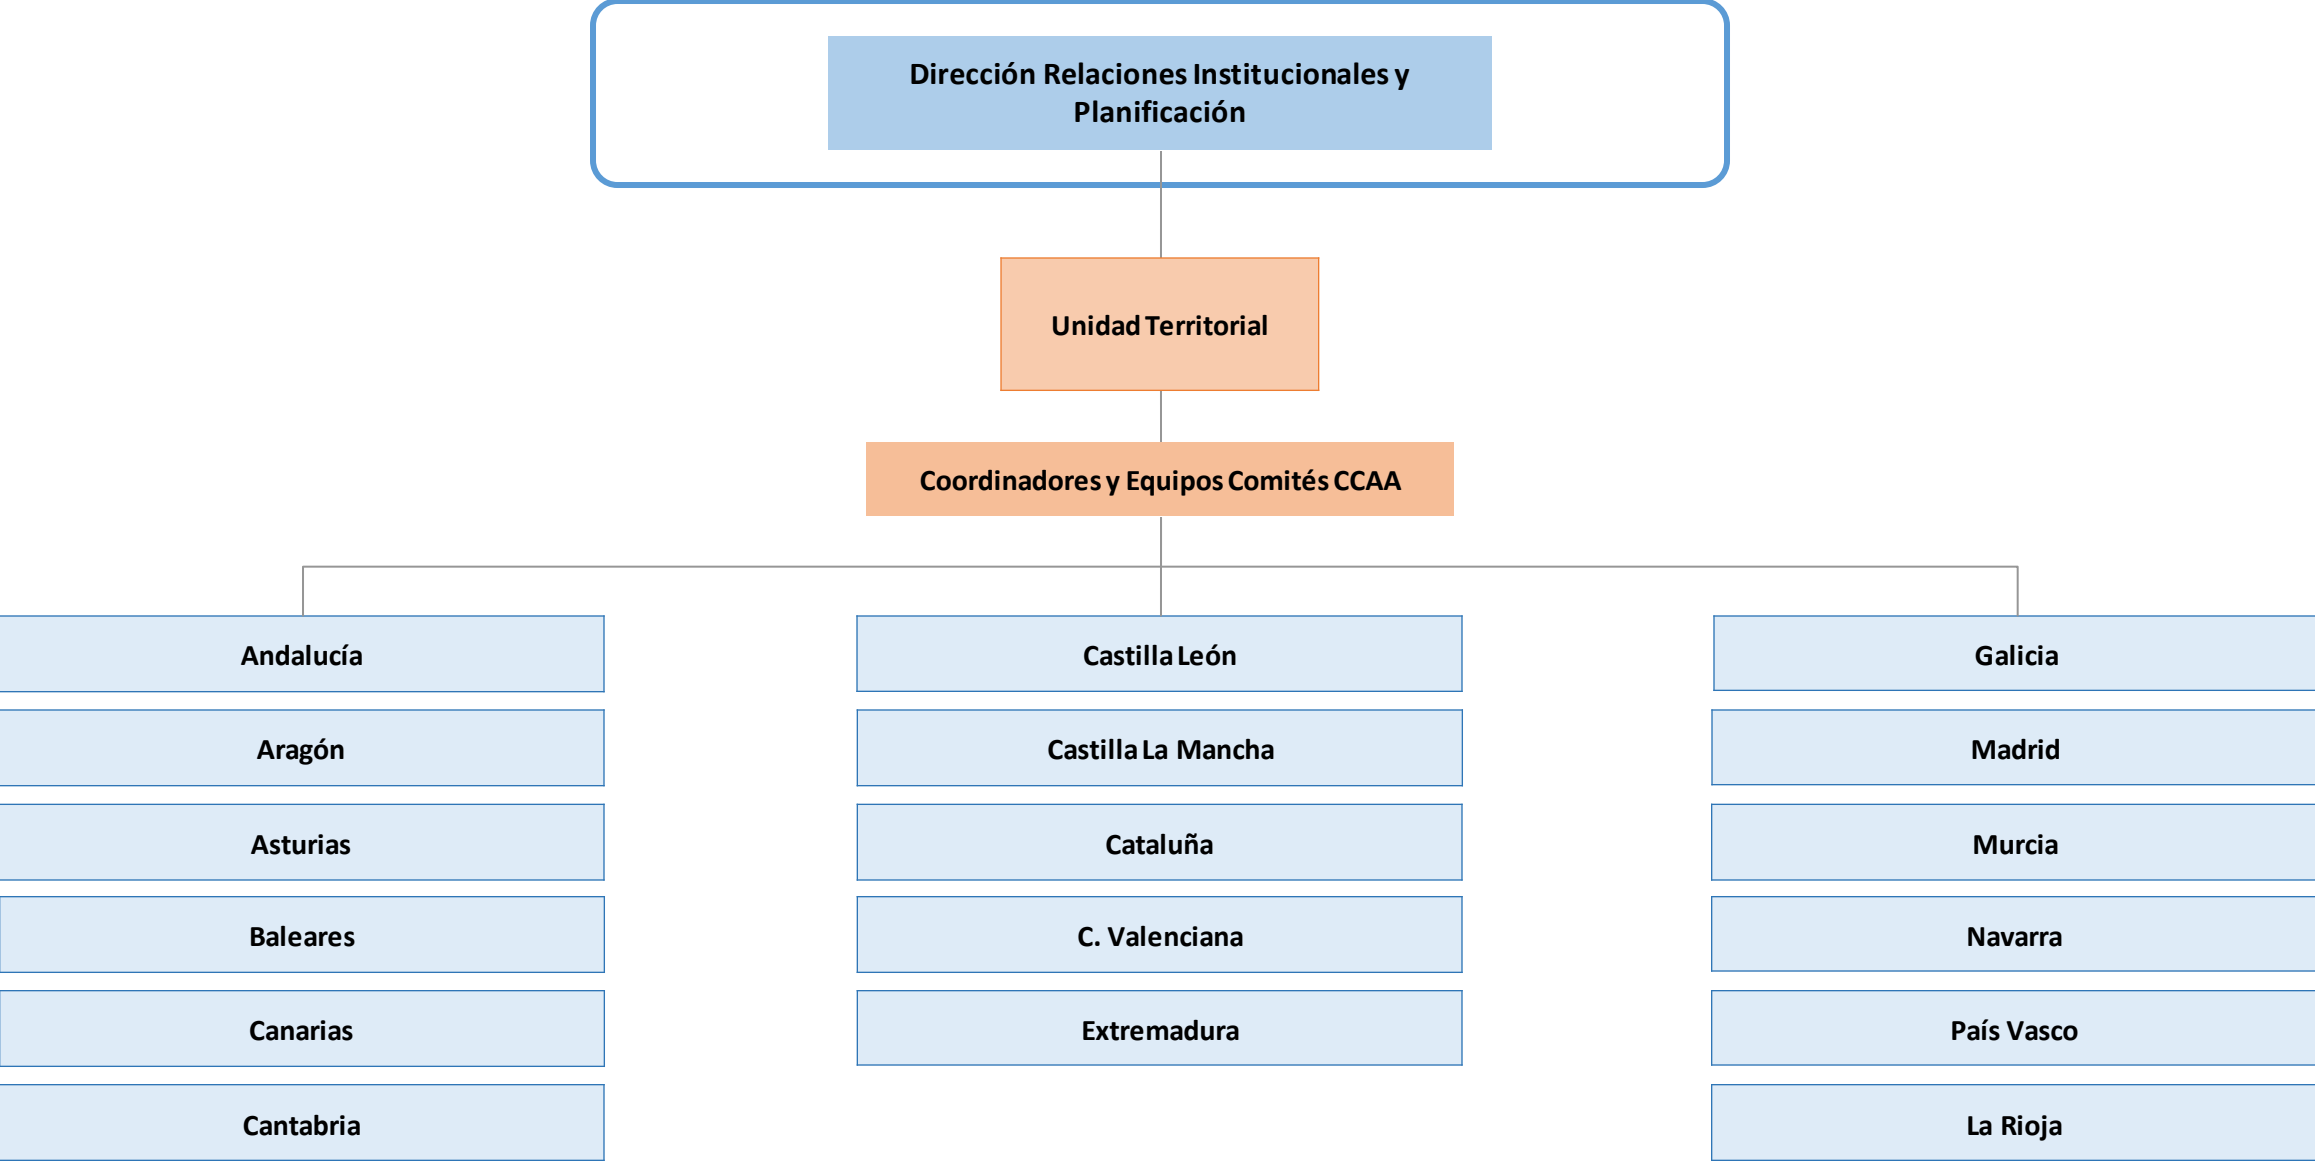 Dirección Relaciones Institucionales y
Planificación
Unidad Territorial
Coordinadores y Equipos Comités CCAA
Andalucía
Aragón
Asturias
Baleares
Canarias
Cantabria
Castilla León
Castilla La Mancha
Cataluña
C. Valenciana
Extremadura
Galicia
Madrid
Murcia
Navarra
País Vasco
La Rioja